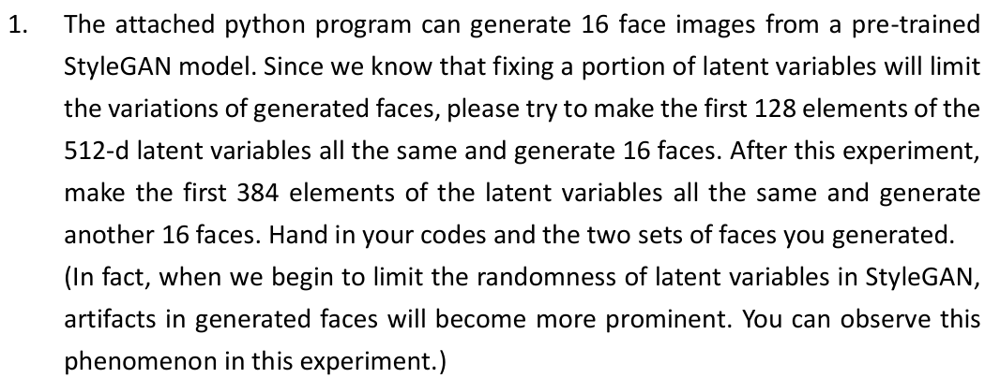 1. The attached python program can generate 16 face images from a pre-trained
StyleGAN model. Since we know that fixing a portion of latent variables will limit
the variations of generated faces, please try to make the first 128 elements of the
512-d latent variables all the same and generate 16 faces. After this experiment,
make the first 384 elements of the latent variables all the same and generate
another 16 faces. Hand in your codes and the two sets of faces you generated.
(In fact, when we begin to limit the randomness of latent variables in StyleGAN,
artifacts in generated faces will become more prominent. You can observe this
phenomenon in this experiment.)